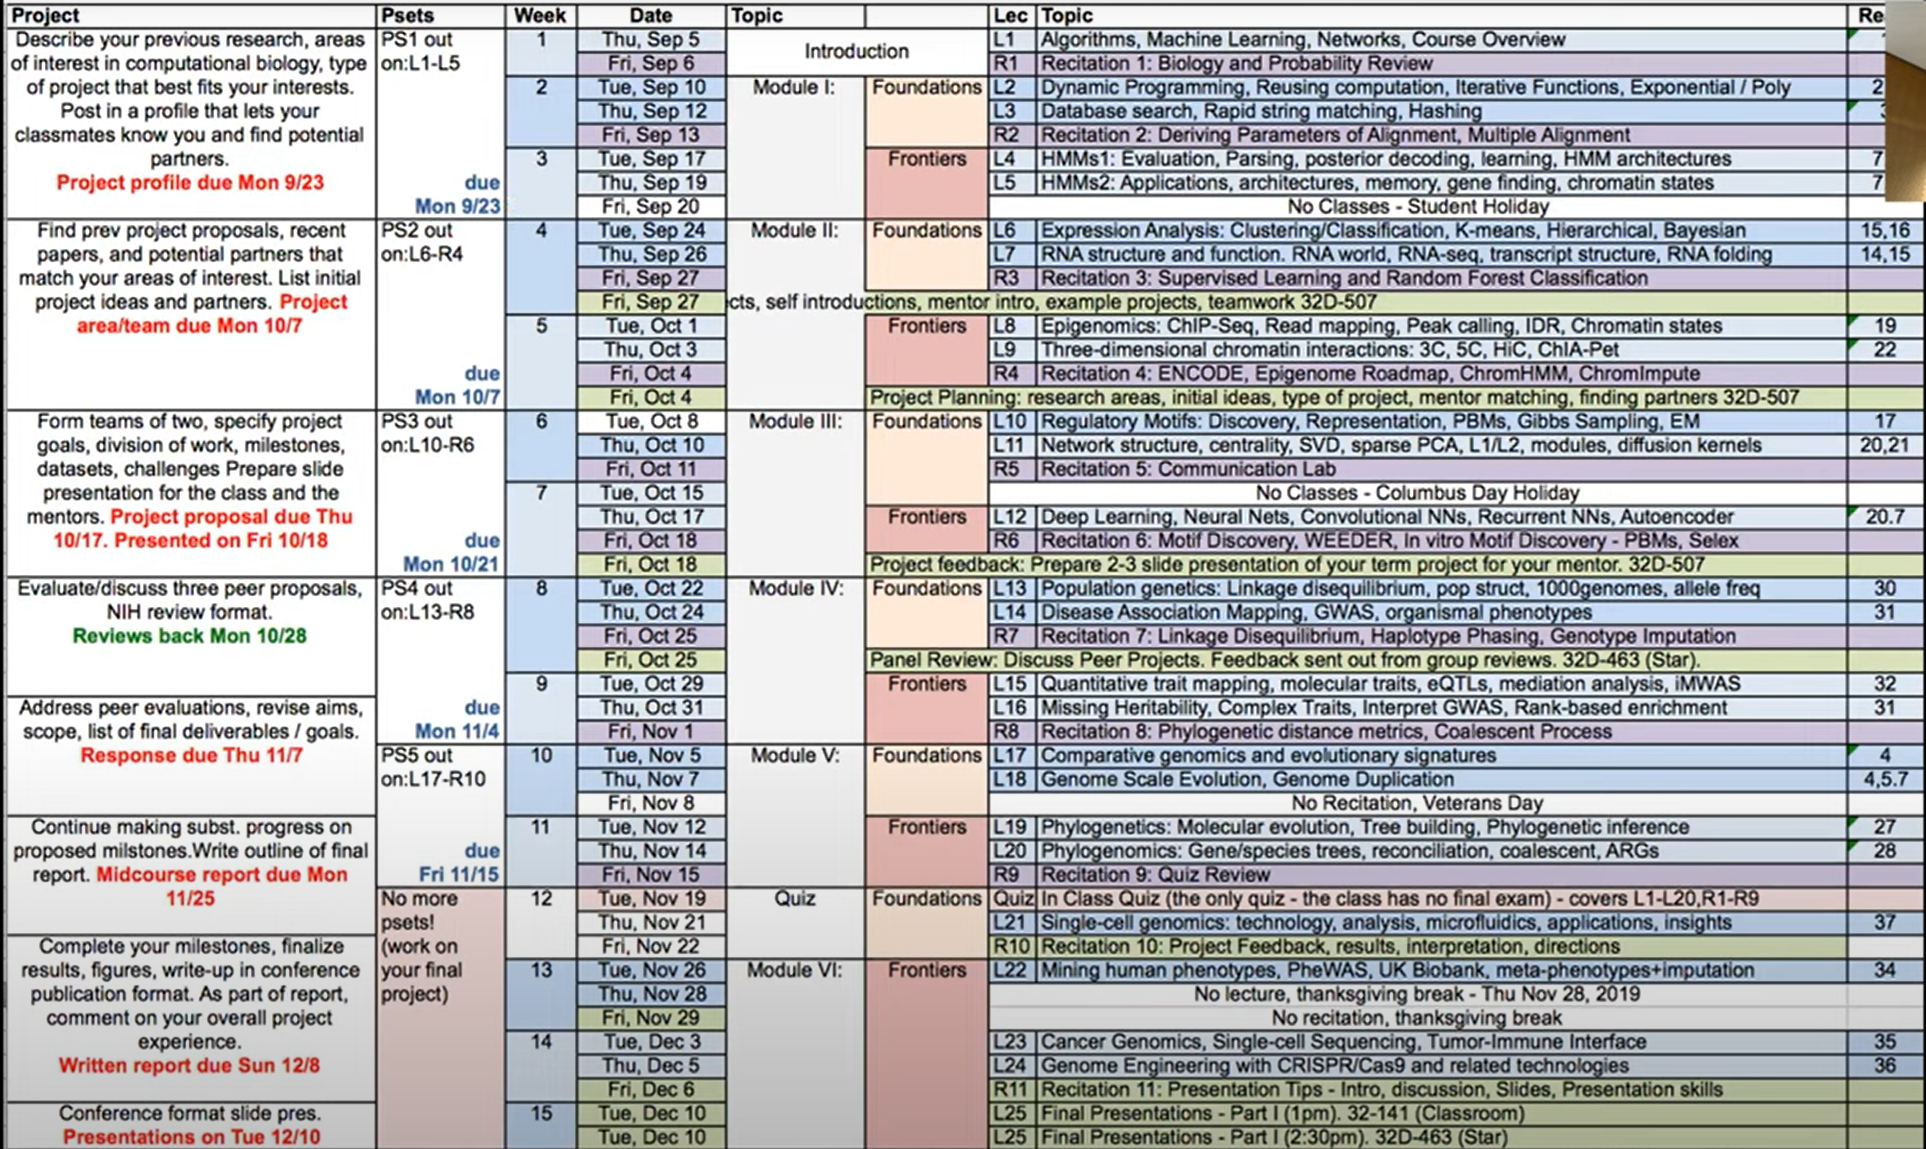 Project Psets Week Date Topic Lec Topic
Describe your previous research, areas PS1 out 1 Thu, Sep 5 Introduction L1 Algorithms, Machine Learning, Networks, Course Overview
of interest in computational biology, type on:L1-L5 Fri, Sep 6 R1 Recitation 1: Biology and Probability Review
of project that best fits your interests. 2 Tue, Sep 10 Module I: Foundations L2 Dynamic Programming, Reusing computation, Iterative Functions, Exponential / Poly 2
Post in a profile that lets your Thu, Sep 12 L3 Database search, Rapid string matching, Hashing
classmates know you and find potential Fri, Sep 13 R2 Recitation 2: Deriving Parameters of Alignment, Multiple Alignment
partners. 3 Tue, Sep 17 Frontiers L4 HMMs1: Evaluation, Parsing, posterior decoding, learning, HMM architectures 7
Project profile due Mon 9/23 due Thu, Sep 19 L5 HMMs2: Applications, architectures, memory, gene finding, chromatin states 7
Mon 9/23 Fri, Sep 20 No Classes - Student Holiday
Find prev project proposals, recent PS2 out 4 Tue, Sep 24 Module II: Foundations L6 Expression Analysis: Clustering/Classification, K-means, Hierarchical, Bayesian 15,16
papers, and potential partners that on:L6-R4 Thu, Sep 26 L7 RNA structure and function. RNA world, RNA-seq, transcript structure, RNA folding 14,15
match your areas of interest. List initial Fri, Sep 27 R3 Recitation 3: Supervised Learning and Random Forest Classification
project ideas and partners. Project Fri, Sep 27 cts, self introductions, mentor intro, example projects, teamwork 32D-507
area/team due Mon 10/7 5 Tue, Oct 1 Frontiers L8 Epigenomics: ChIP-Seq, Read mapping, Peak calling, IDR, Chromatin states 19
Thu, Oct 3 L9 Three-dimensional chromatin interactions: 3C, 5C, HiC, ChIA-Pet 22
due Fri, Oct 4 R4 Recitation 4: ENCODE, Epigenome Roadmap, ChromHMM, ChromImpute
Mon 10/7 Fri, Oct 4 Project Planning: research areas, initial ideas, type of project, mentor matching, finding partners 32D-507
Form teams of two, specify project PS3 out 6 Tue, Oct 8 Module III: Foundations L10 Regulatory Motifs: Discovery, Representation, PBMs, Gibbs Sampling, EM 17
goals, division of work, milestones, on:L10-R6 Thu, Oct 10 L11 Network structure, centrality, SVD, sparse PCA, L1/L2, modules, diffusion kernels 20,21
datasets, challenges Prepare slide Fri, Oct 11 R5 Recitation 5: Communication Lab
presentation for the class and the 7 Tue, Oct 15 No Classes - Columbus Day Holiday
mentors. Project proposal due Thu Thu, Oct 17 Frontiers L12 Deep Learning, Neural Nets, Convolutional NNs, Recurrent NNs, Autoencoder 20.7
10/17. Presented on Fri 10/18 due Fri, Oct 18 R6 Recitation 6: Motif Discovery, WEEDER, In vitro Motif Discovery - PBMs, Selex
Mon 10/21 Fri, Oct 18 Project feedback: Prepare 2-3 slide presentation of your term project for your mentor. 32D-507
Evaluate/discuss three peer proposals, PS4 out 8 Tue, Oct 22 Module IV: Foundations L13 Population genetics: Linkage disequilibrium, pop struct, 1000genomes, allele freq 30
NIH review format. on:L13-R8 Thu, Oct 24 L14 Disease Association Mapping, GWAS, organismal phenotypes 31
Reviews back Mon 10/28 Fri, Oct 25 R7 Recitation 7: Linkage Disequilibrium, Haplotype Phasing, Genotype Imputation
Fri, Oct 25 Panel Review: Discuss Peer Projects. Feedback sent out from group reviews. 32D-463 (Star).
9 Tue, Oct 29 Frontiers L15 Quantitative trait mapping, molecular traits, eQTLs, mediation analysis, iMWAS 32
Address peer evaluations, revise aims, due Thu, Oct 31 L16 Missing Heritability, Complex Traits, Interpret GWAS, Rank-based enrichment 31
scope, list of final deliverables / goals. Mon 11/4 Fri, Nov 1 R8 Recitation 8: Phylogenetic distance metrics, Coalescent Process
Response due Thu 11/7 PS5 out 10 Tue, Nov 5 Module V: Foundations L17 Comparative genomics and evolutionary signatures 4
on:L17-R10 Thu, Nov 7 L18 Genome Scale Evolution, Genome Duplication 4,5.7
Fri, Nov 8 No Recitation, Veterans Day
Continue making subst. progress on 11 Tue, Nov 12 Frontiers L19 Phylogenetics: Molecular evolution, Tree building, Phylogenetic inference 27
proposed milstones.Write outline of final due Thu, Nov 14 L20 Phylogenomics: Gene/species trees, reconciliation, coalescent, ARGs 28
report. Midcourse report due Mon Fri 11/15 Fri, Nov 15 R9 Recitation 9: Quiz Review
11/25 No more 12 Tue, Nov 19 Quiz Foundations Quiz In Class Quiz (the only quiz - the class has no final exam) - covers L1-L20,R1-R9
psets! Thu, Nov 21 L21 Single-cell genomics: technology, analysis, microfluidics, applications, insights 37
Complete your milestones, finalize (work on Fri, Nov 22 R10 Recitation 10: Project Feedback, results, interpretation, directions
results, figures, write-up in conference your final 13 Tue, Nov 26 Module VI: Frontiers L22 Mining human phenotypes, PheWAS, UK Biobank, meta-phenotypes+imputation 34
publication format. As part of report, project) Thu, Nov 28 No lecture, thanksgiving break - Thu Nov 28, 2019
comment on your overall project Fri, Nov 29 No recitation, thanksgiving break
experience. 14 Tue, Dec 3 L23 Cancer Genomics, Single-cell Sequencing, Tumor-Immune Interface 35
Written report due Sun 12/8 Thu, Dec 5 L24 Genome Engineering with CRISPR/Cas9 and related technologies 36
Fri, Dec 6 R11 Recitation 11: Presentation Tips - Intro, discussion, Slides, Presentation skills
Conference format slide pres. 15 Tue, Dec 10 L25 Final Presentations - Part I (1pm). 32-141 (Classroom)
Presentations on Tue 12/10 Tue, Dec 10 L25 Final Presentations - Part I (2:30pm). 32D-463 (Star)